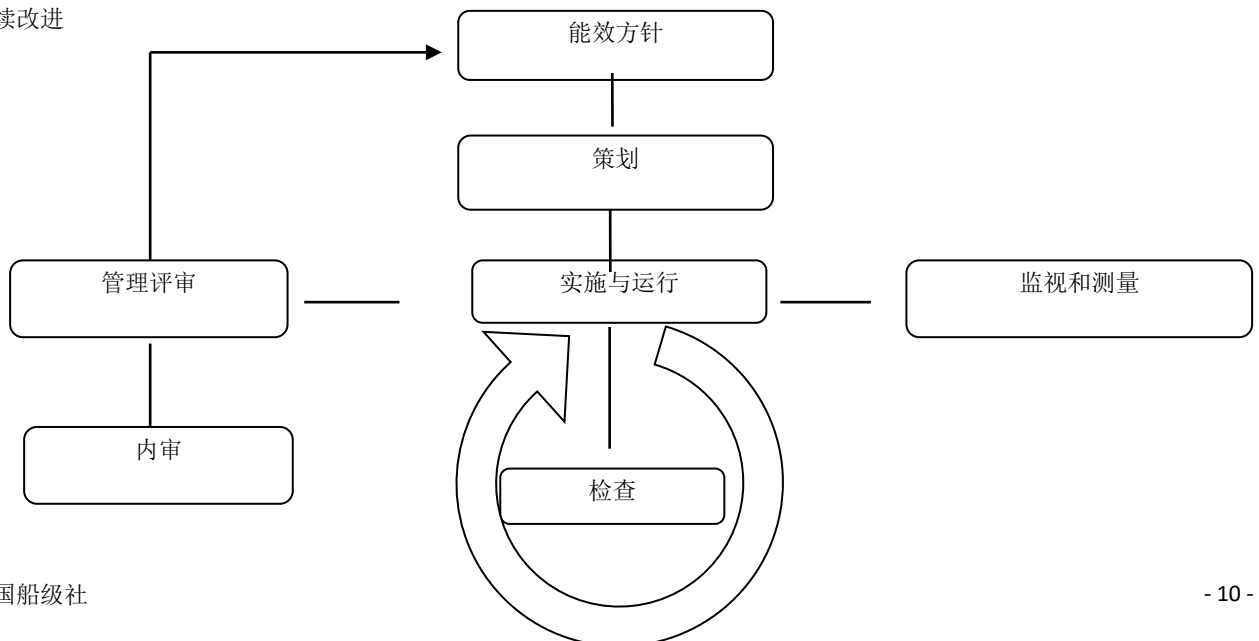 续改进
能效方针
策划
管理评审
实施与运行
监视和测量
内审
检查
国船级社
- 10 -